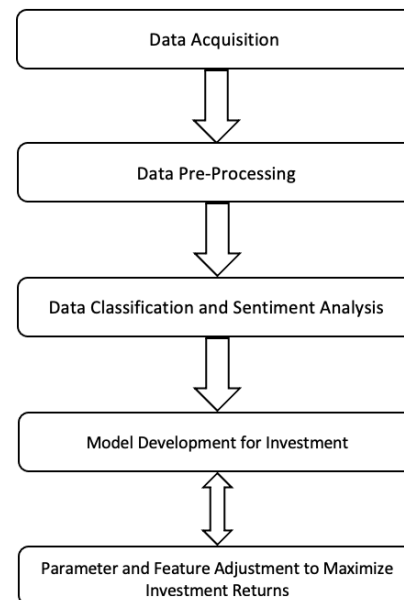 Data Acquisition
Data Pre-Processing
Data Classification and Sentiment Analysis
Model Development for Investment
Parameter and Feature Adjustment to Maximize
Investment Returns